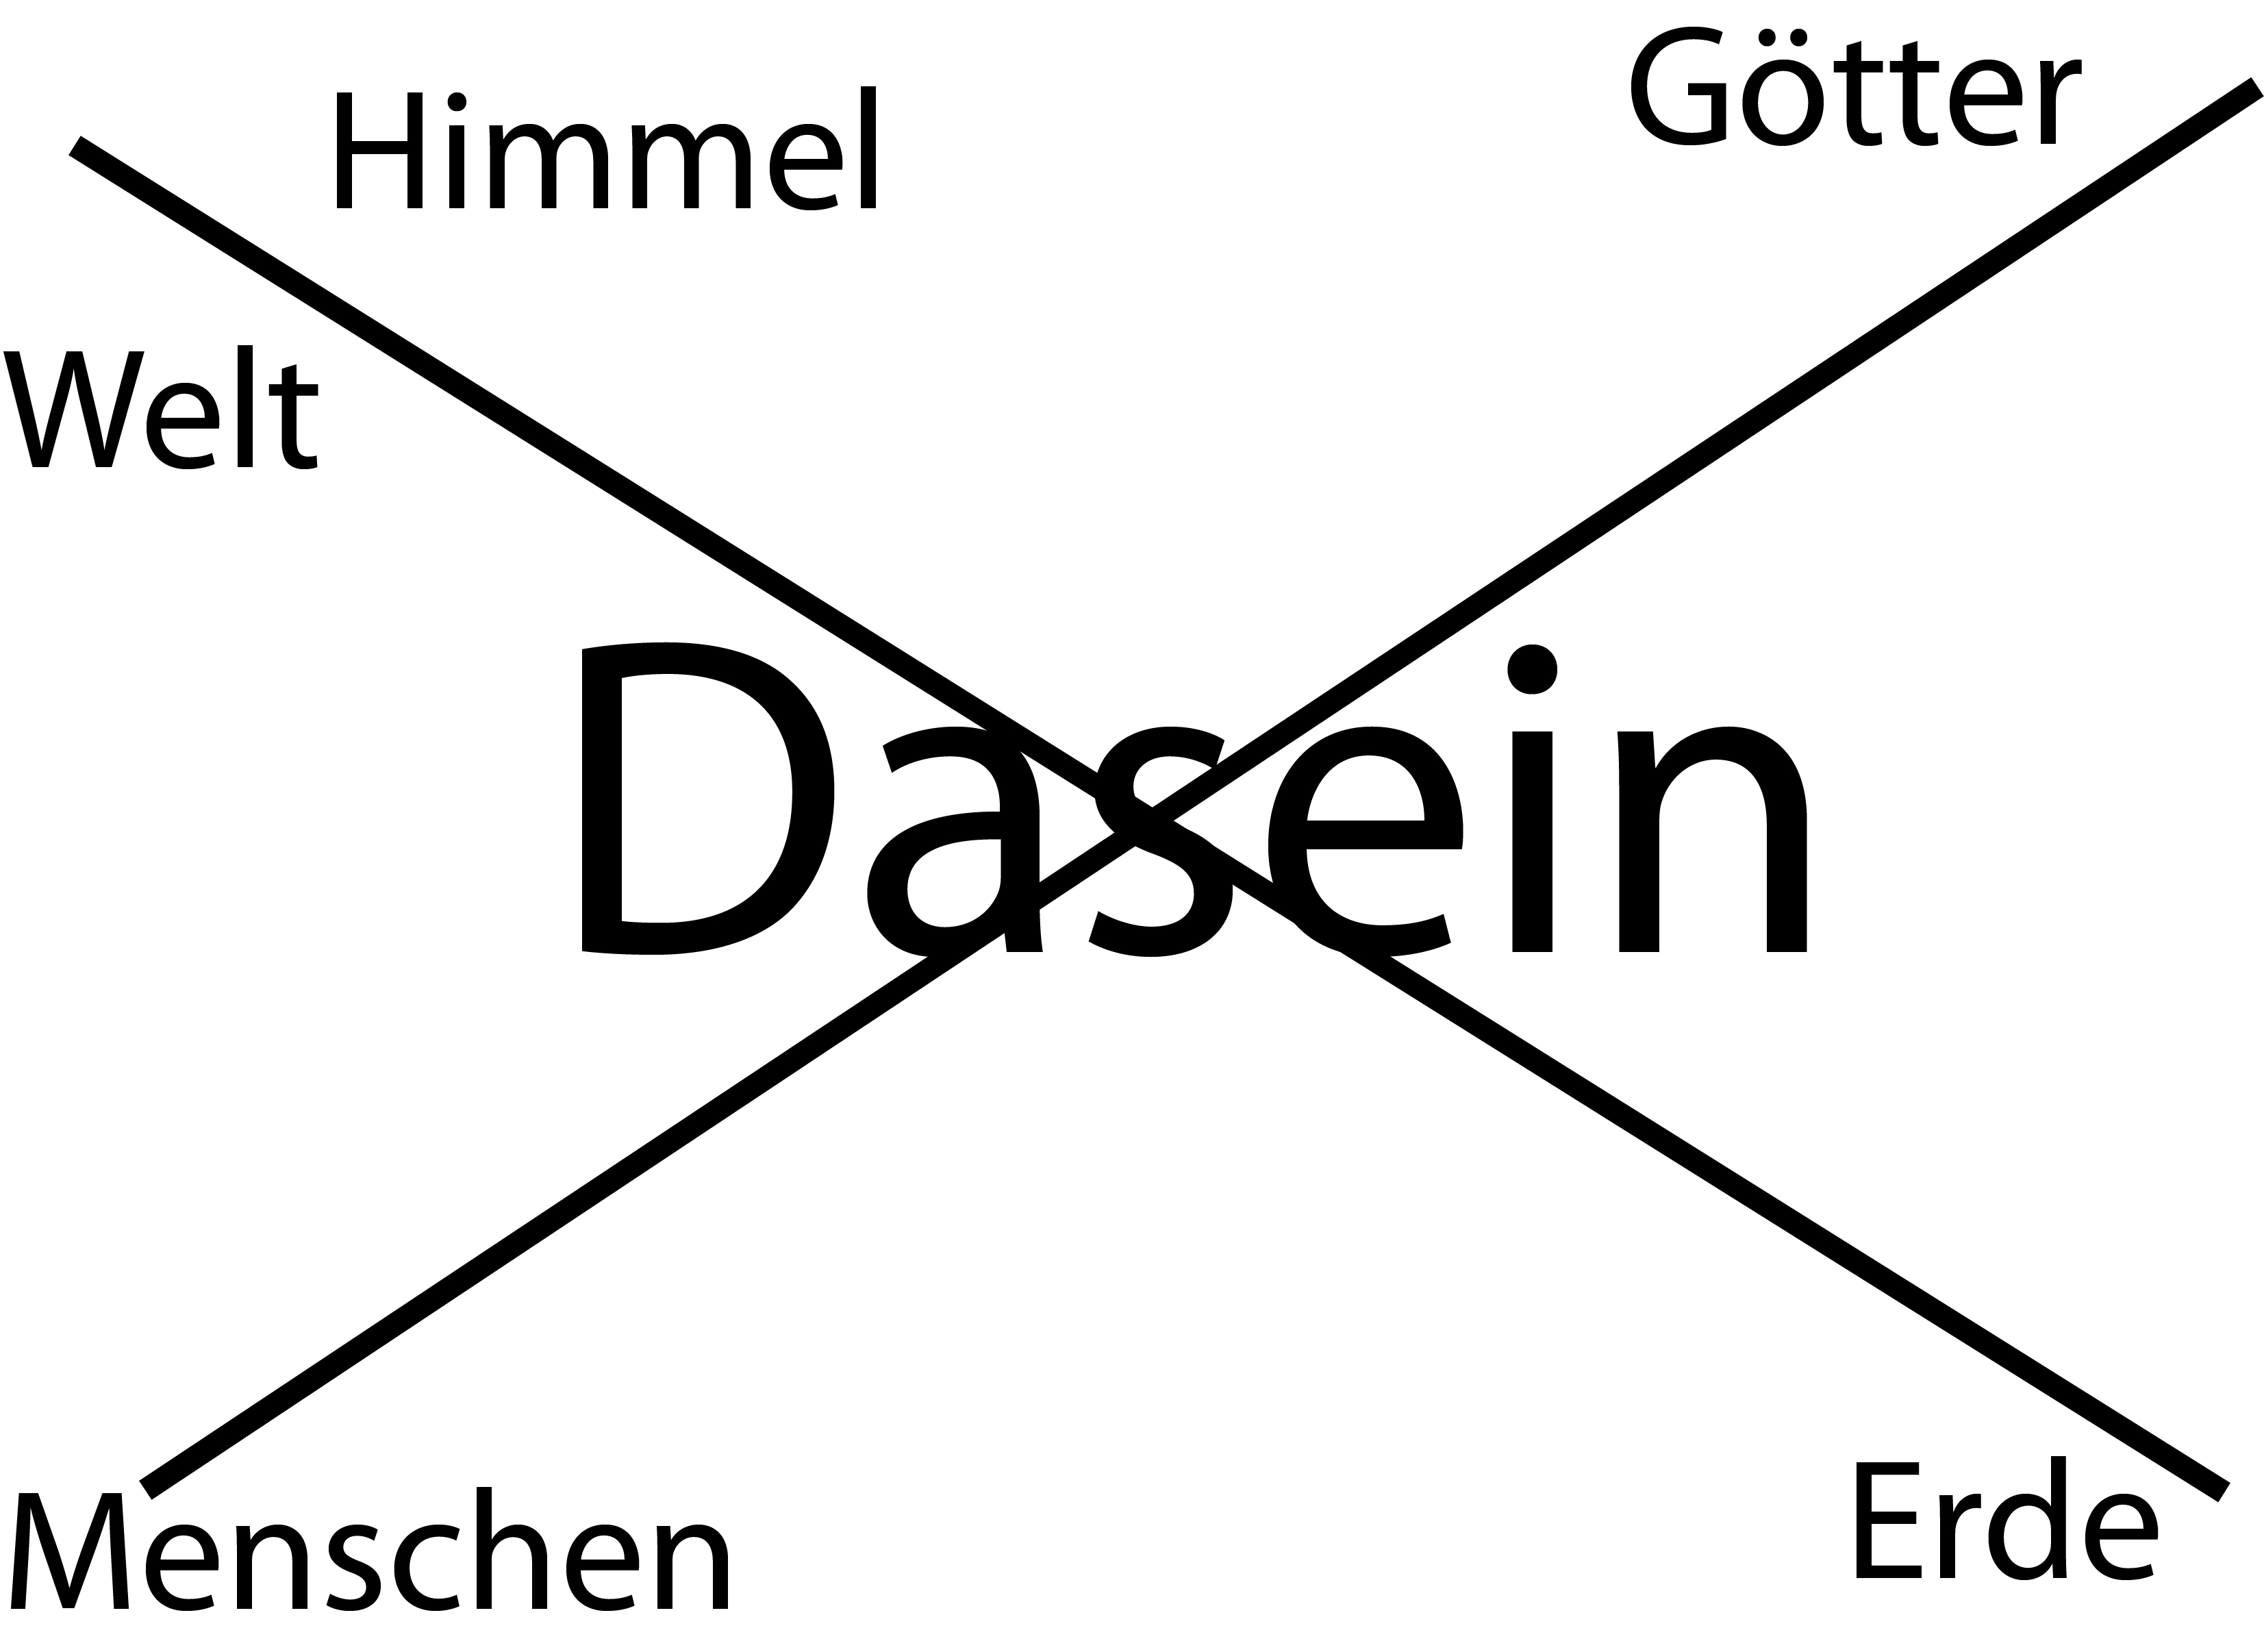 Himmel
Götter
Welt
Dasein
Menschen
Erde